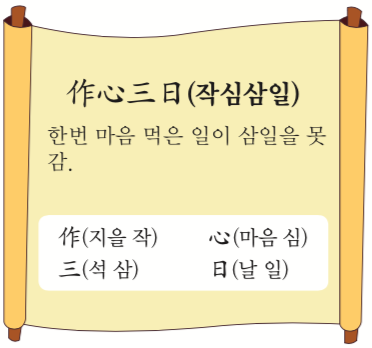 作心三日(작심삼일)
한번 마음 먹은 일이 삼일을 못
감.
作(지을 작) 心(마음 심)
三(석 삼) 日(날 일)